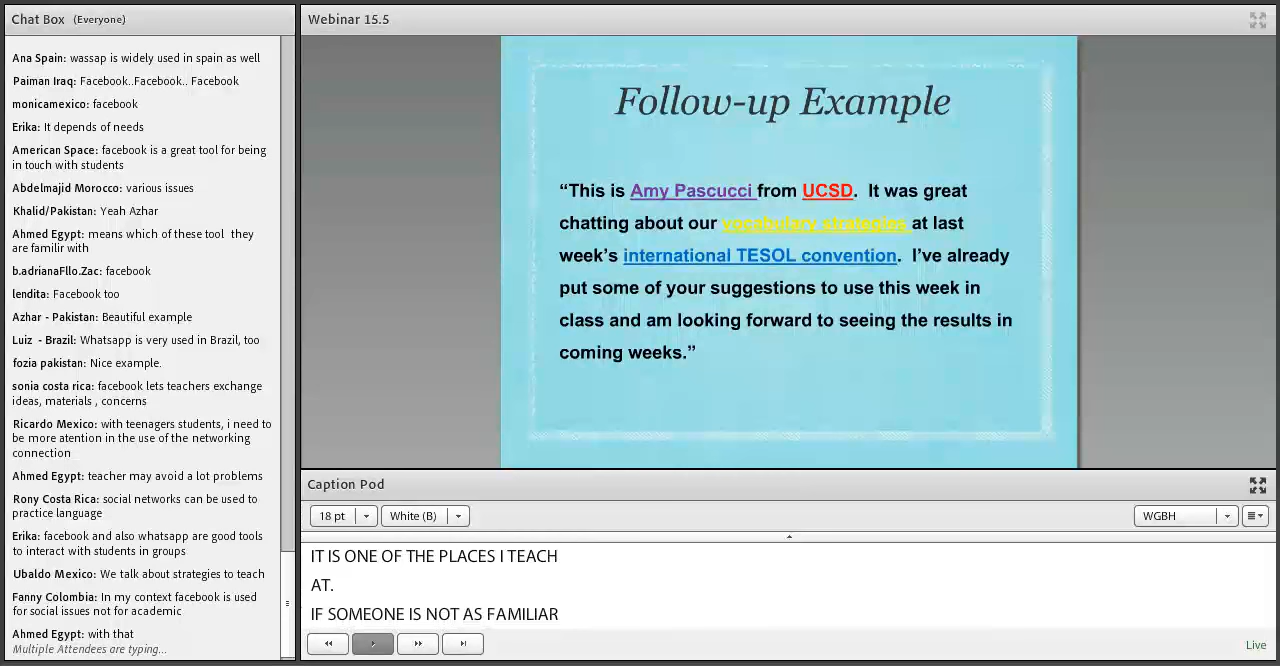 Chat Box (Everyone)
Ana Spain: wassap is widely used in spain as well
Paiman Iraq: Facebook..Facebook.. Facebook
monicamexico: facebook
Erika: It depends of needs
American Space: facebook is a great tool for being
in touch with students
Abdelmajid Morocco: various issues
Khalid/Pakistan: Yeah Azhar
Ahmed Egypt: means which of these tool they
are familir with
b.adrianaFllo.Zac: facebook
lendita: Facebook too
Azhar - Pakistan: Beautiful example
Luiz - Brazil: Whatsapp is very used in Brazil, too
fozia pakistan: Nice example.
sonia costa rica: facebook lets teachers exchange
ideas, materials , concerns
Ricardo Mexico: with teenagers students, i need to
be more atention in the use of the networking
connection
Ahmed Egypt: teacher may avoid a lot problems
Rony Costa Rica: social networks can be used to
practice language
Erika: facebook and also whatsapp are good tools
to interact with students in groups
Ubaldo Mexico: We talk about strategies to teach
Fanny Colombia: In my context facebook is used
for social issues not for academic
Ahmed Egypt: with that
Multiple Attendees are typing...
Webinar 15.5
Follow-up Example
“This is Amy Pascucci from UCSD. It was great
chatting about our vocabulary strategies at last
week’s international TESOL convention. I’ve already
put some of your suggestions to use this week in
class and am looking forward to seeing the results in
coming weeks.”
Caption Pod
18 pt White (B) WGBH
IT IS ONE OF THE PLACES I TEACH
AT.
IF SOMEONE IS NOT AS FAMILIAR
Live